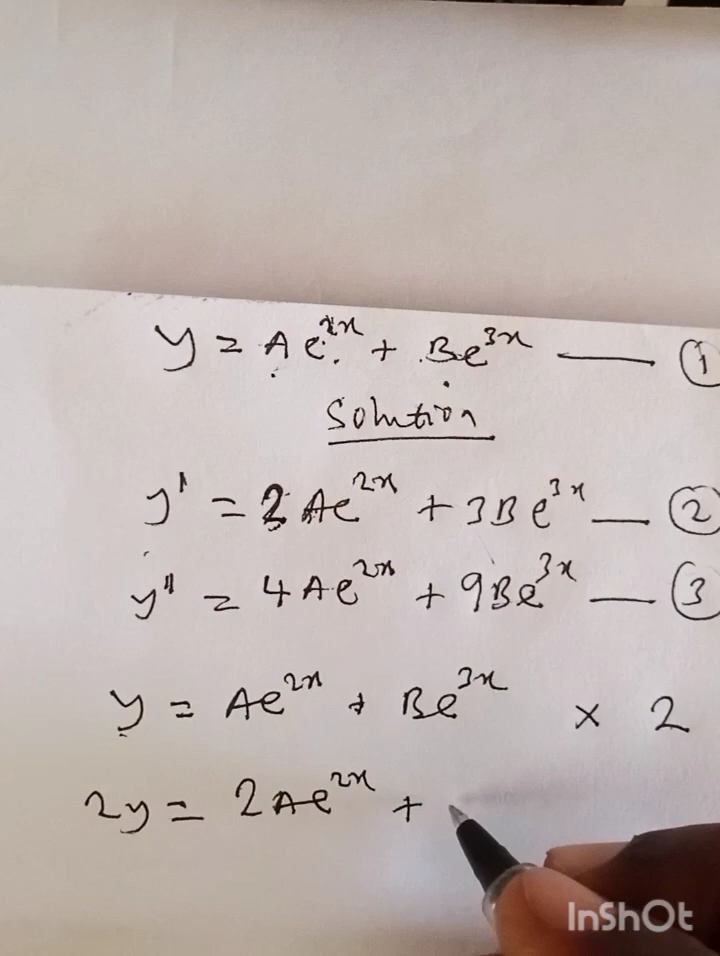 y = Ae^2x + Be^3x — ①
Solution
y' = 2Ae^2x + 3Be^3x — ②
y" = 4Ae^2x + 9Be^3x — ③
y = Ae^2x + Be^3x × 2
2y = 2Ae^2x +
InShOt